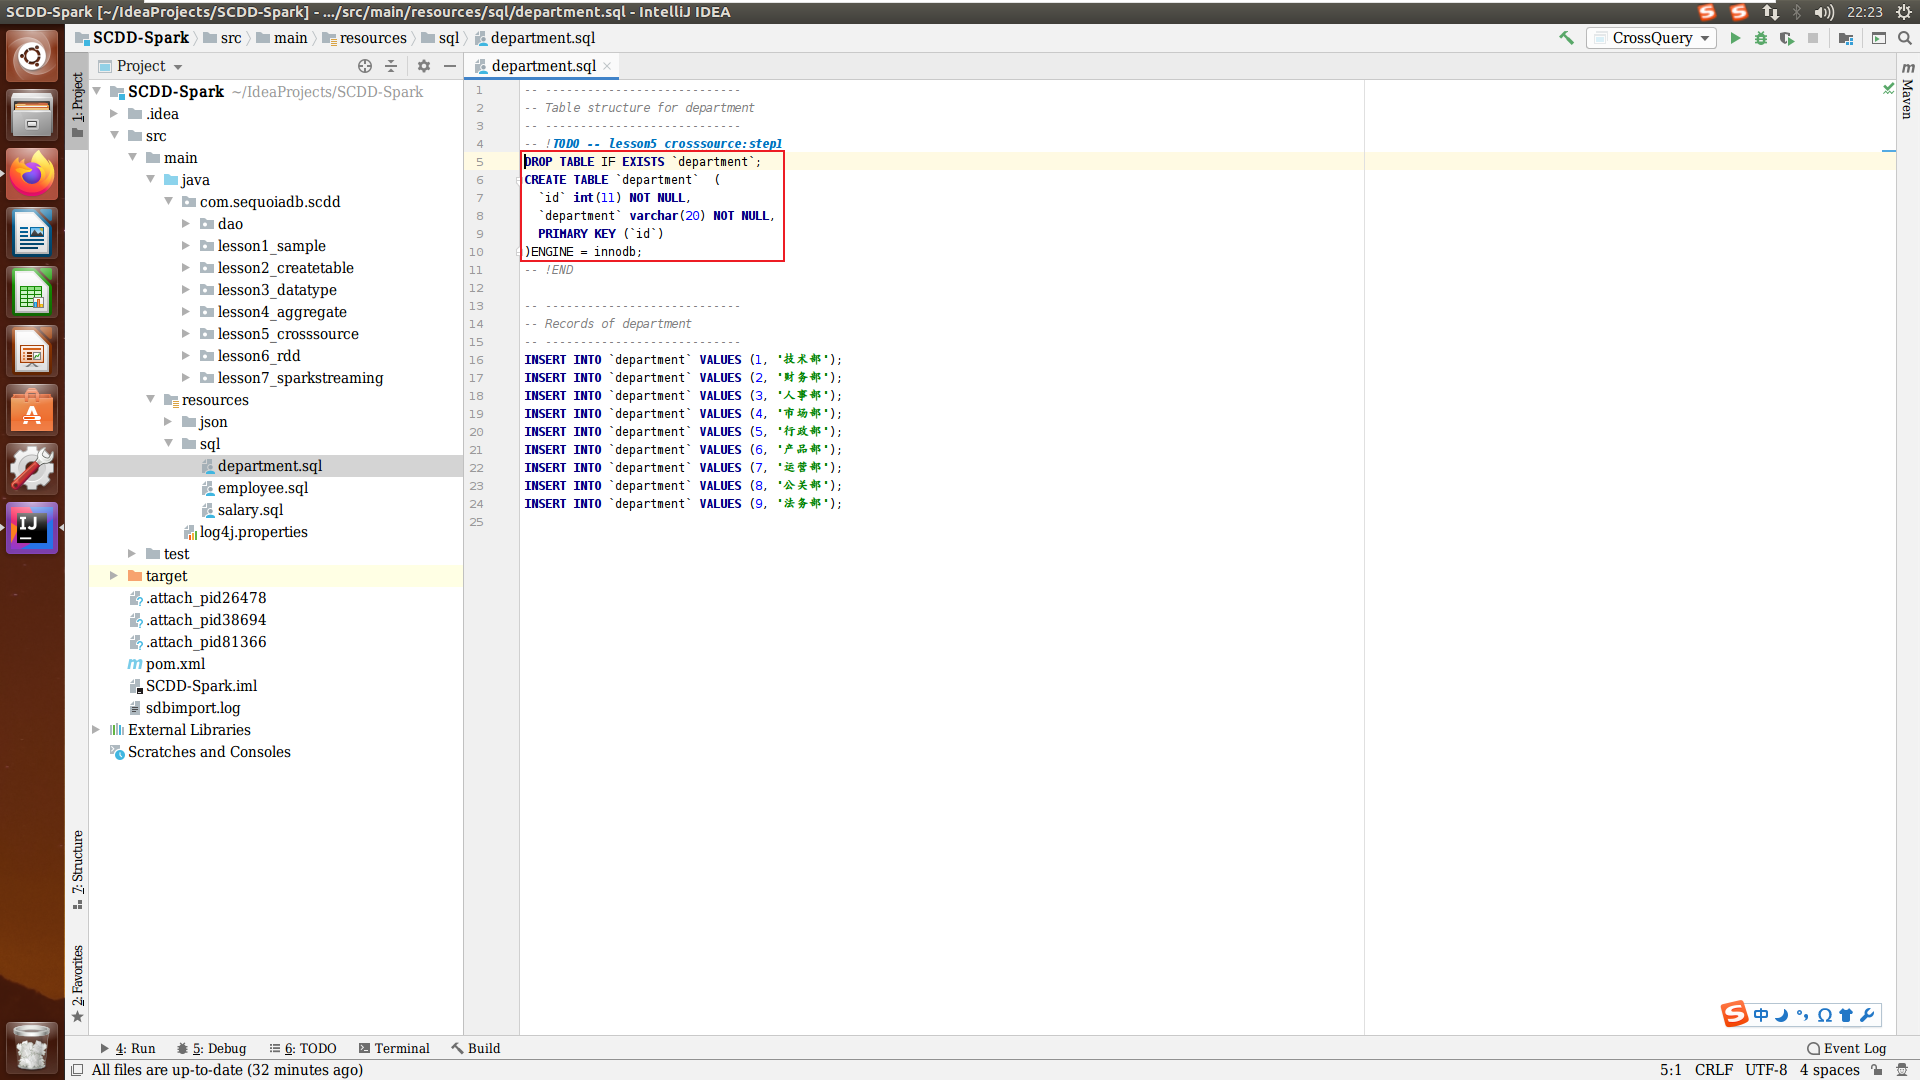 SCDD-Spark [~/IdeaProjects/SCDD-Spark] - .../src/main/resources/sql/department.sql - IntelliJ IDEA
22:23
SCDD-Spark src main resources sql department.sql
CrossQuery
Project
department.sql
1: Project
Maven
SCDD-Spark ~/IdeaProjects/SCDD-Spark
.idea
src
main
java
com.sequoiadb.scdd
dao
lesson1_sample
lesson2_createtable
lesson3_datatype
lesson4_aggregate
lesson5_crosssource
lesson6_rdd
lesson7_sparkstreaming
resources
json
sql
department.sql
employee.sql
salary.sql
log4j.properties
test
target
.attach_pid26478
.attach_pid38694
.attach_pid81366
pom.xml
SCDD-Spark.iml
sdbimport.log
External Libraries
Scratches and Consoles
7: Structure
2: Favorites
1 -- ----------------------------
2 -- Table structure for department
3 -- ----------------------------
4 -- !TODO -- lesson5 crosssource:step1
5 DROP TABLE IF EXISTS `department`;
6 CREATE TABLE `department` (
7 `id` int(11) NOT NULL,
8 `department` varchar(20) NOT NULL,
9 PRIMARY KEY (`id`)
10 )ENGINE = innodb;
11 -- !END
12
13 -- ----------------------------
14 -- Records of department
15 -- ----------------------------
16 INSERT INTO `department` VALUES (1, '技术部');
17 INSERT INTO `department` VALUES (2, '财务部');
18 INSERT INTO `department` VALUES (3, '人事部');
19 INSERT INTO `department` VALUES (4, '市场部');
20 INSERT INTO `department` VALUES (5, '行政部');
21 INSERT INTO `department` VALUES (6, '产品部');
22 INSERT INTO `department` VALUES (7, '运营部');
23 INSERT INTO `department` VALUES (8, '公关部');
24 INSERT INTO `department` VALUES (9, '法务部');
25
中
4: Run 5: Debug 6: TODO Terminal Build Event Log
All files are up-to-date (32 minutes ago) 5:1 CRLF UTF-8 4 spaces